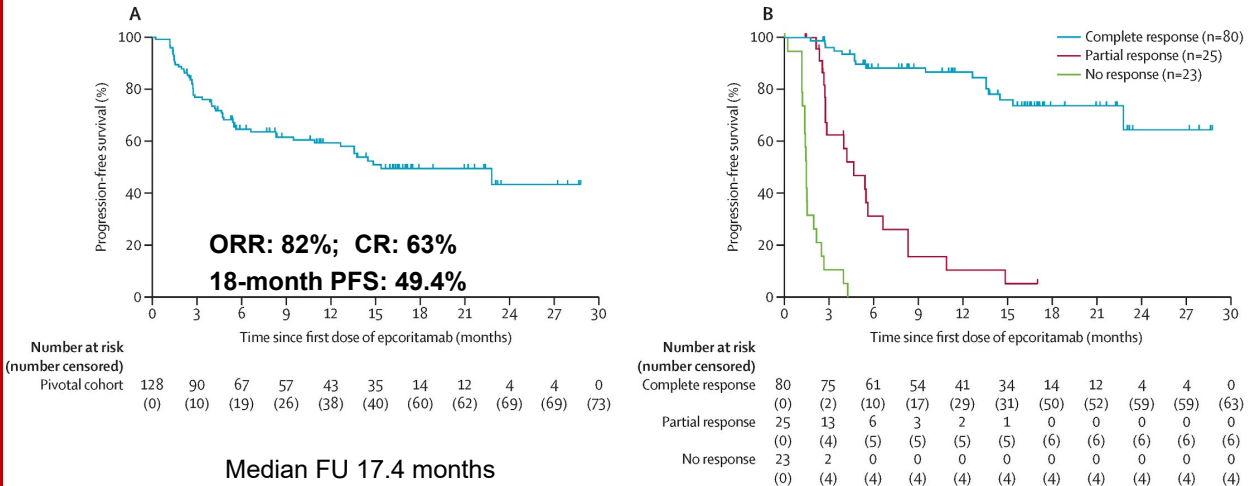 A
Progression-free survival (%)
100
80
60
40
20
0
ORR: 82%; CR: 63%
18-month PFS: 49.4%
0 3 6 9 12 15 18 21 24 27 30
Time since first dose of epcoritamab (months)
Number at risk
(number censored)
Pivotal cohort 128 90 67 57 43 35 14 12 4 4 0
(0) (10) (19) (26) (38) (40) (60) (62) (69) (69) (73)
Median FU 17.4 months
B
Complete response (n=80)
Partial response (n=25)
No response (n=23)
Progression-free survival (%)
100
80
60
40
20
0
0 3 6 9 12 15 18 21 24 27 30
Time since first dose of epcoritamab (months)
Number at risk
(number censored)
Complete response 80 75 61 54 41 34 14 12 4 4 0
(0) (2) (10) (17) (29) (31) (50) (52) (59) (59) (63)
Partial response 25 13 6 3 2 1 0 0 0 0 0
(0) (4) (5) (5) (5) (5) (6) (6) (6) (6) (6)
No response 23 2 0 0 0 0 0 0 0 0 0
(0) (4) (4) (4) (4) (4) (4) (4) (4) (4) (4)